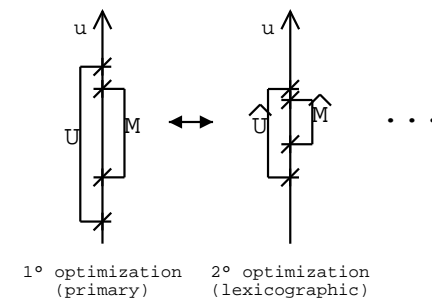 u
u
U
M
Û
M̂
. . .
1º optimization
(primary)
2º optimization
(lexicographic)